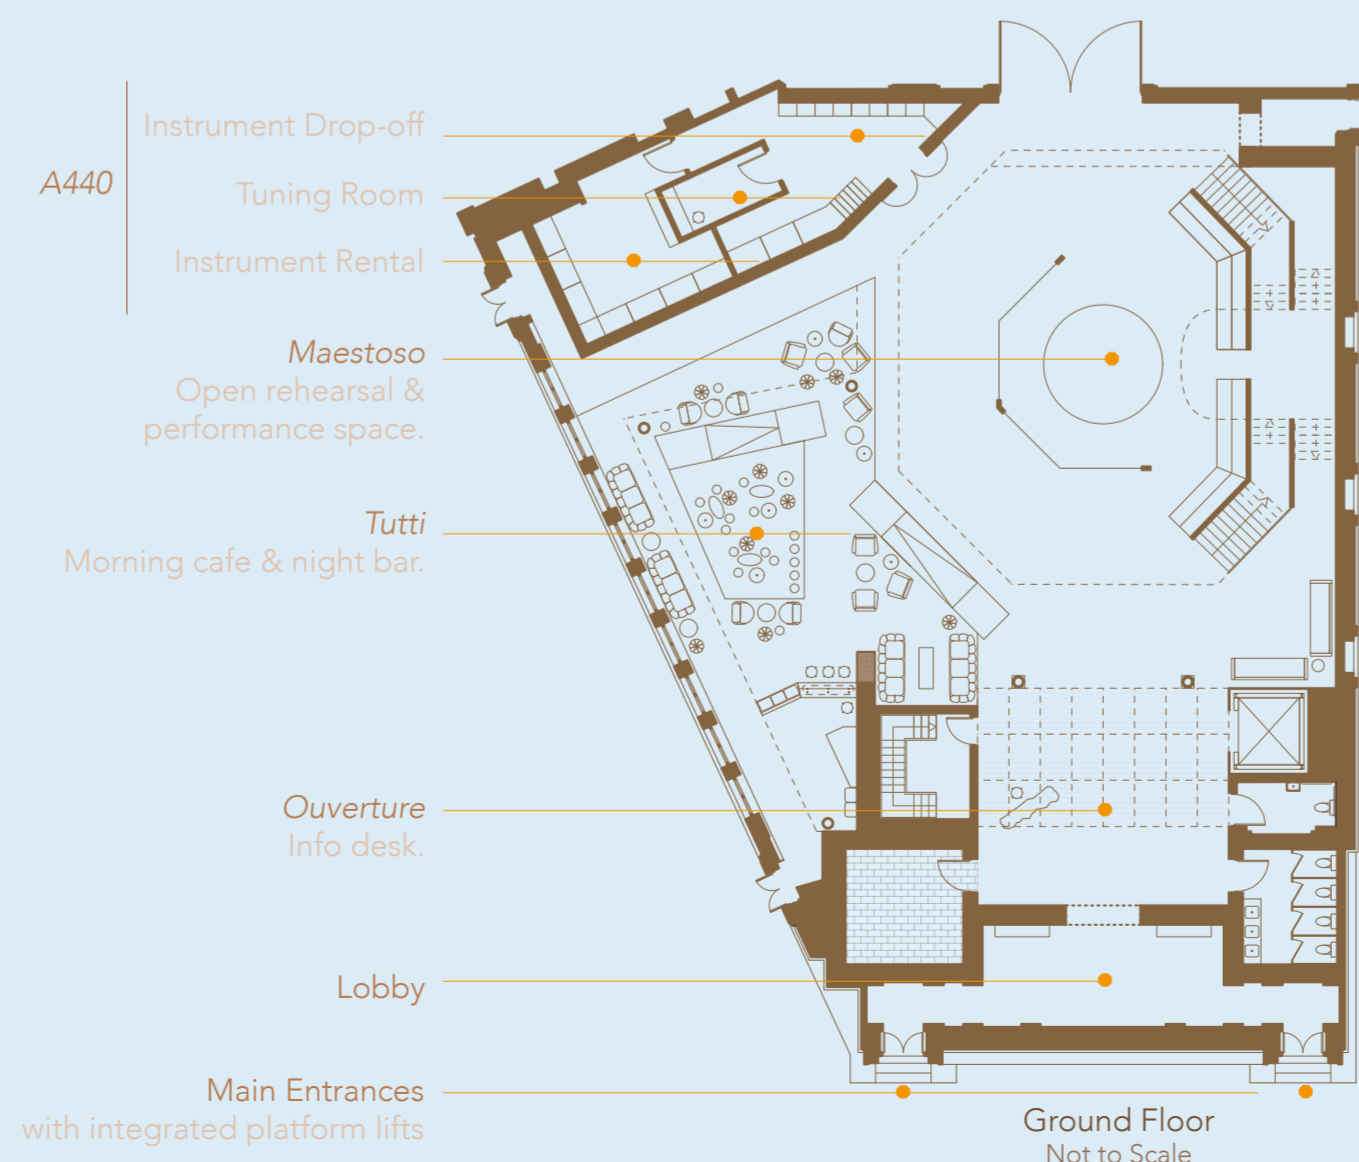 A440
Instrument Drop-off
Tuning Room
Instrument Rental
Maestoso
Open rehearsal &
performance space.
Tutti
Morning cafe & night bar.
Ouverture
Info desk.
Lobby
Main Entrances
with integrated platform lifts
Ground Floor
Not to Scale